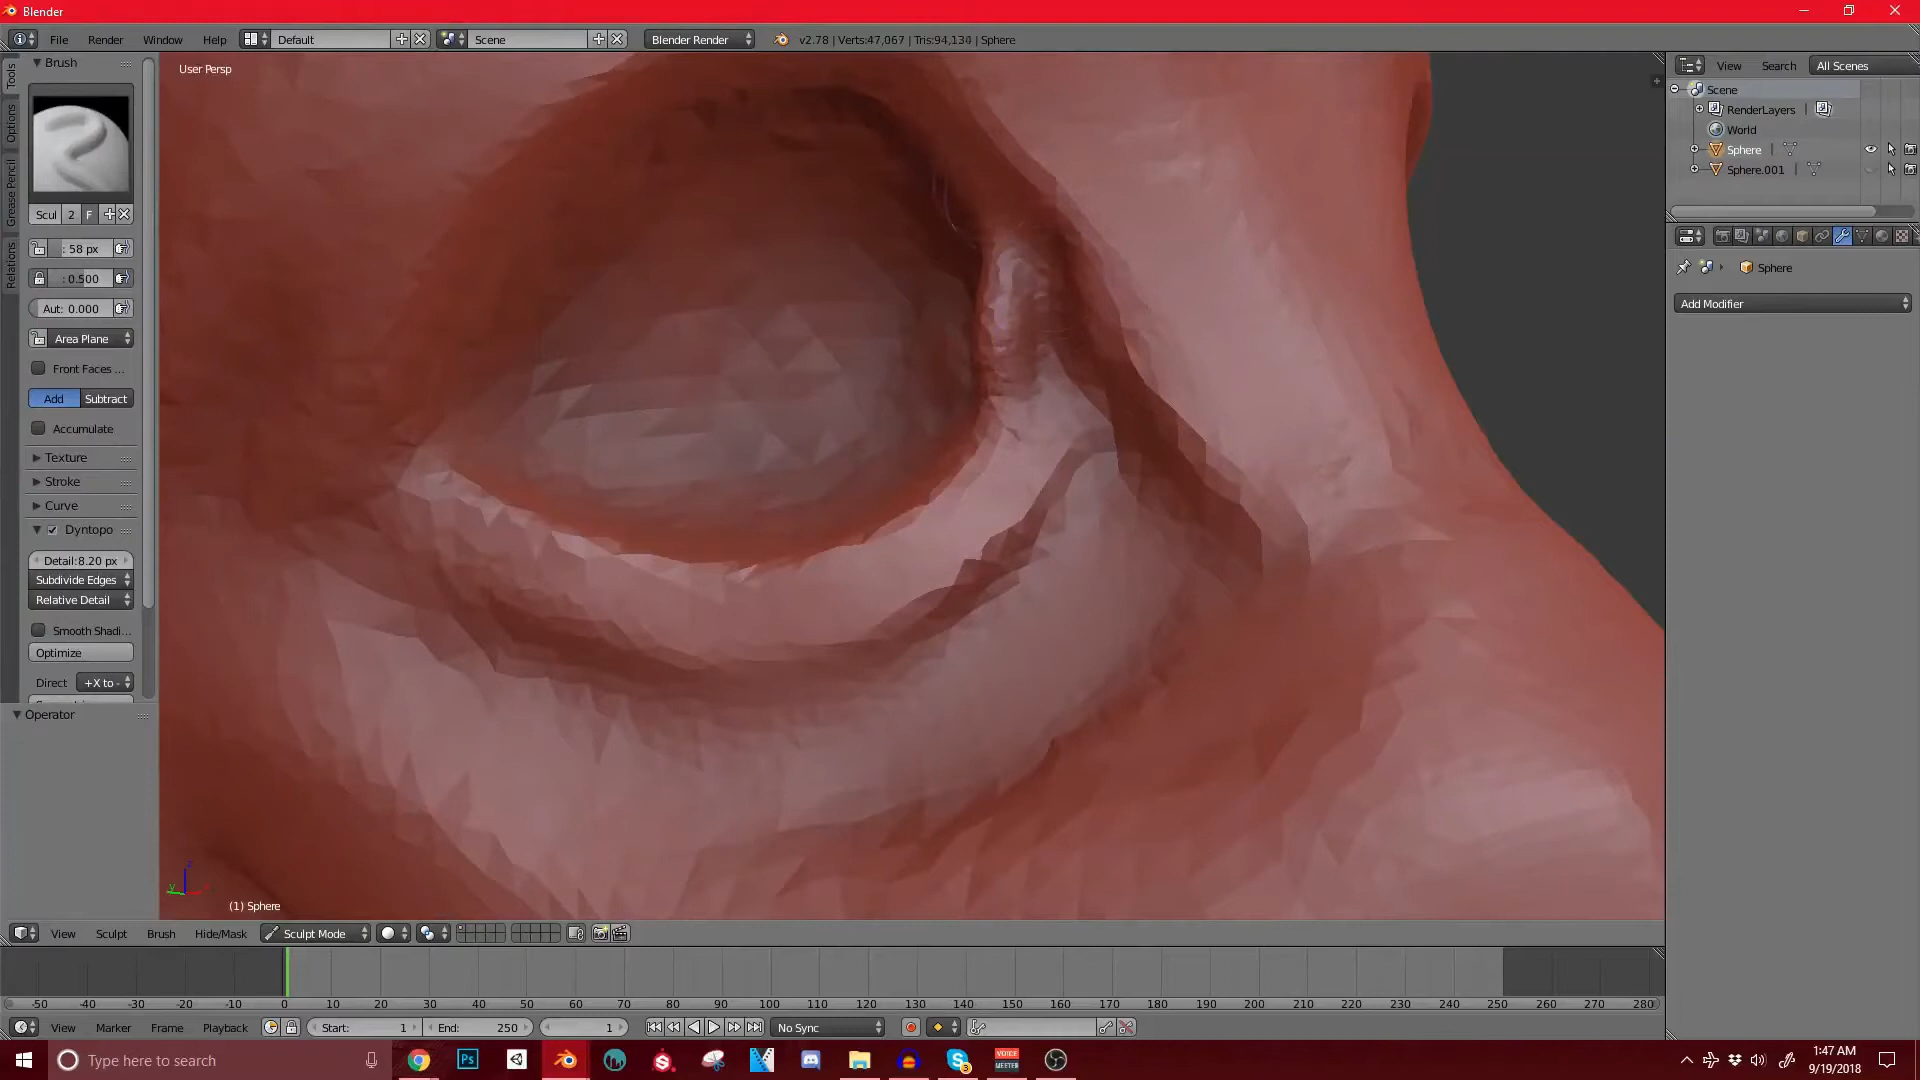 Blender
File Render Window Help Default Scene Blender Render v2.78 | Verts:47,067 | Tris:94,134 | Sphere
Brush
User Persp
View Search All Scenes
Scene
RenderLayers
World
Sphere
Sphere.001
Tools
Options
Grease Pencil
Relations
Scul 2 F
: 58 px
: 0.500
Aut: 0.000
Area Plane
Front Faces ...
Add Subtract
Accumulate
Texture
Stroke
Curve
Dyntopo
Detail:8.20 px
Subdivide Edges
Relative Detail
Smooth Shadi...
Optimize
Direct +X to -
Operator
Sphere
Add Modifier
(1) Sphere
View Sculpt Brush Hide/Mask Sculpt Mode
-50 -40 -30 -20 -10 0 10 20 30 40 50 60 70 80 90 100 110 120 130 140 150 160 170 180 190 200 210 220 230 240 250 260 270 280
View Marker Frame Playback Start: 1 End: 250 1 No Sync
Type here to search
Ps
VOICE
MEETER
1:47 AM
9/19/2018